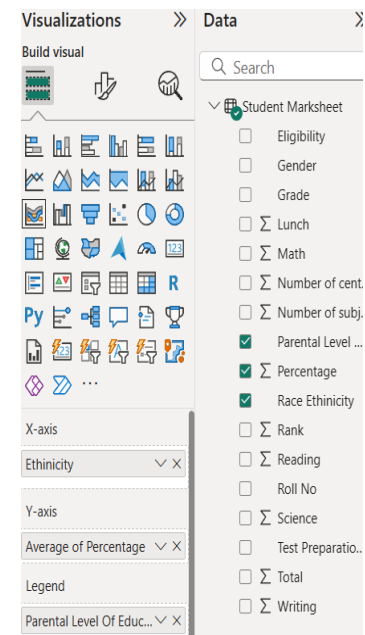 Visualizations
Build visual
123
R
Py
123
X-axis
Ethinicity
Y-axis
Average of Percentage
Legend
Parental Level Of Educ...
Data
Search
Student Marksheet
Eligibility
Gender
Grade
Lunch
Math
Number of cent.
Number of subj.
Parental Level ...
Percentage
Race Ethinicity
Rank
Reading
Roll No
Science
Test Preparatio..
Total
Writing